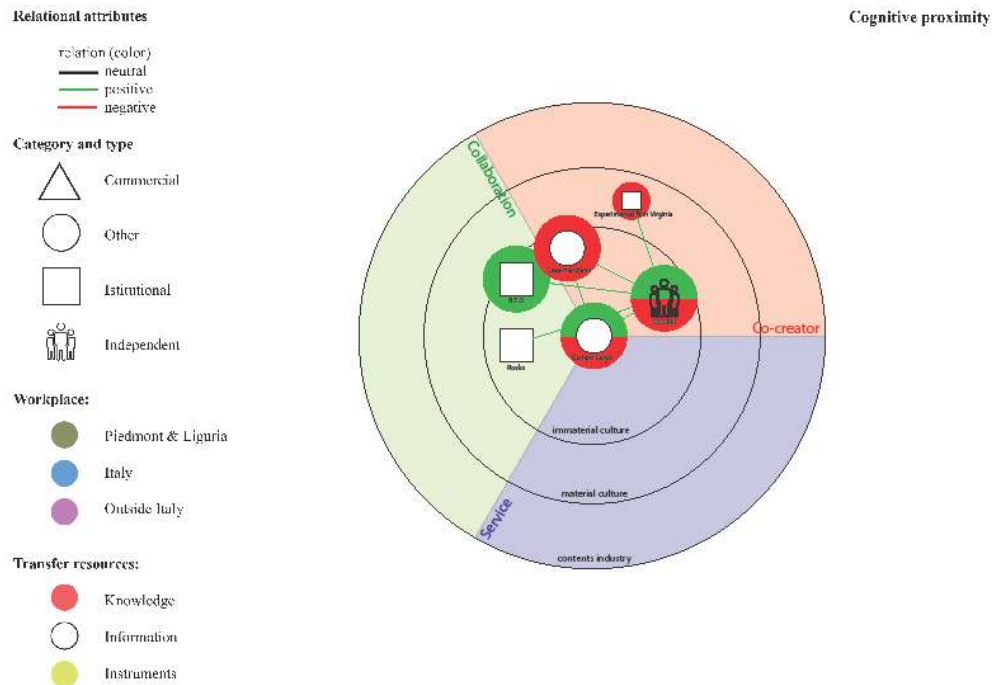 Relational attributes
Cognitive proximity
relation (color)
neutral
positive
negative
Category and type
Commercial
Other
Istitutional
Independent
Workplace:
Piedmont & Liguria
Italy
Outside Italy
Transfer resources:
Knowledge
Information
Instruments
Collaboration
Co-creator
Service
Virginia
immaterial culture
material culture
contents industry